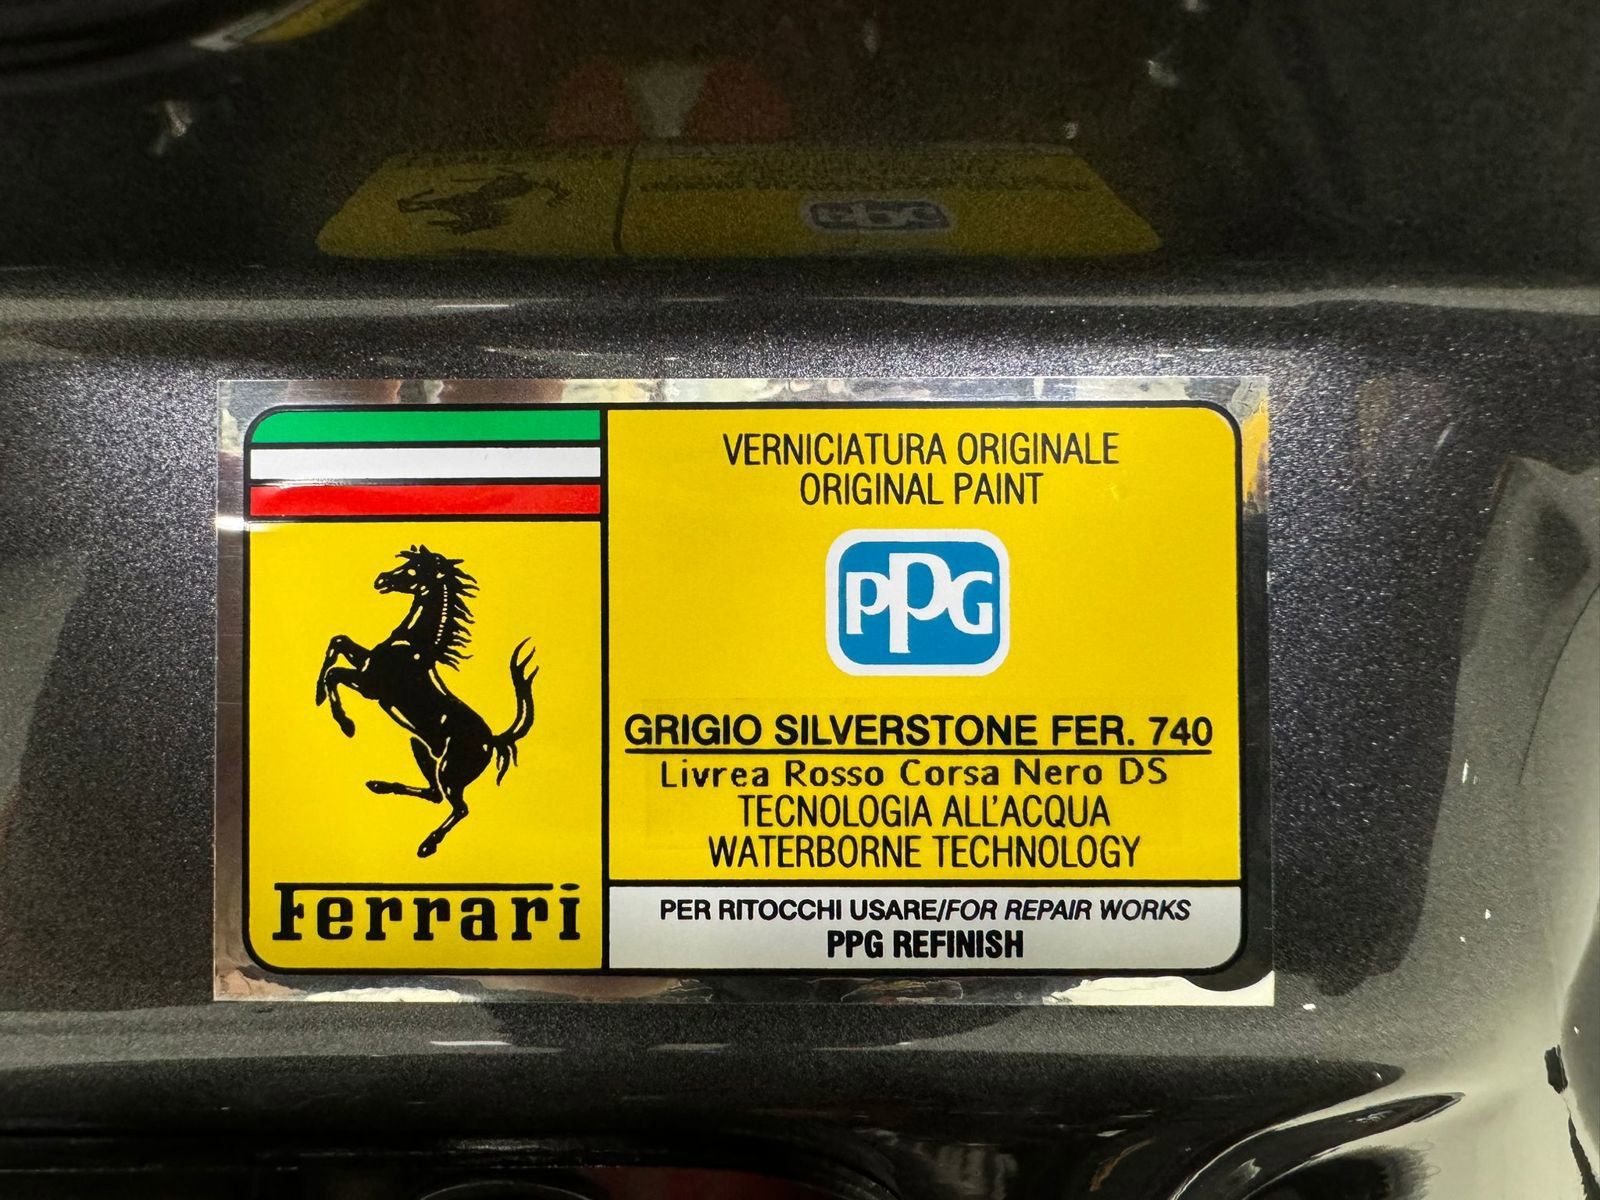 VERNICIATURA ORIGINALE
ORIGINAL PAINT
PPG
GRIGIO SILVERSTONE FER. 740
Livrea Rosso Corsa Nero DS
TECNOLOGIA ALL'ACQUA
WATERBORNE TECHNOLOGY
Ferrari
PER RITOCCHI USARE/FOR REPAIR WORKS
PPG REFINISH